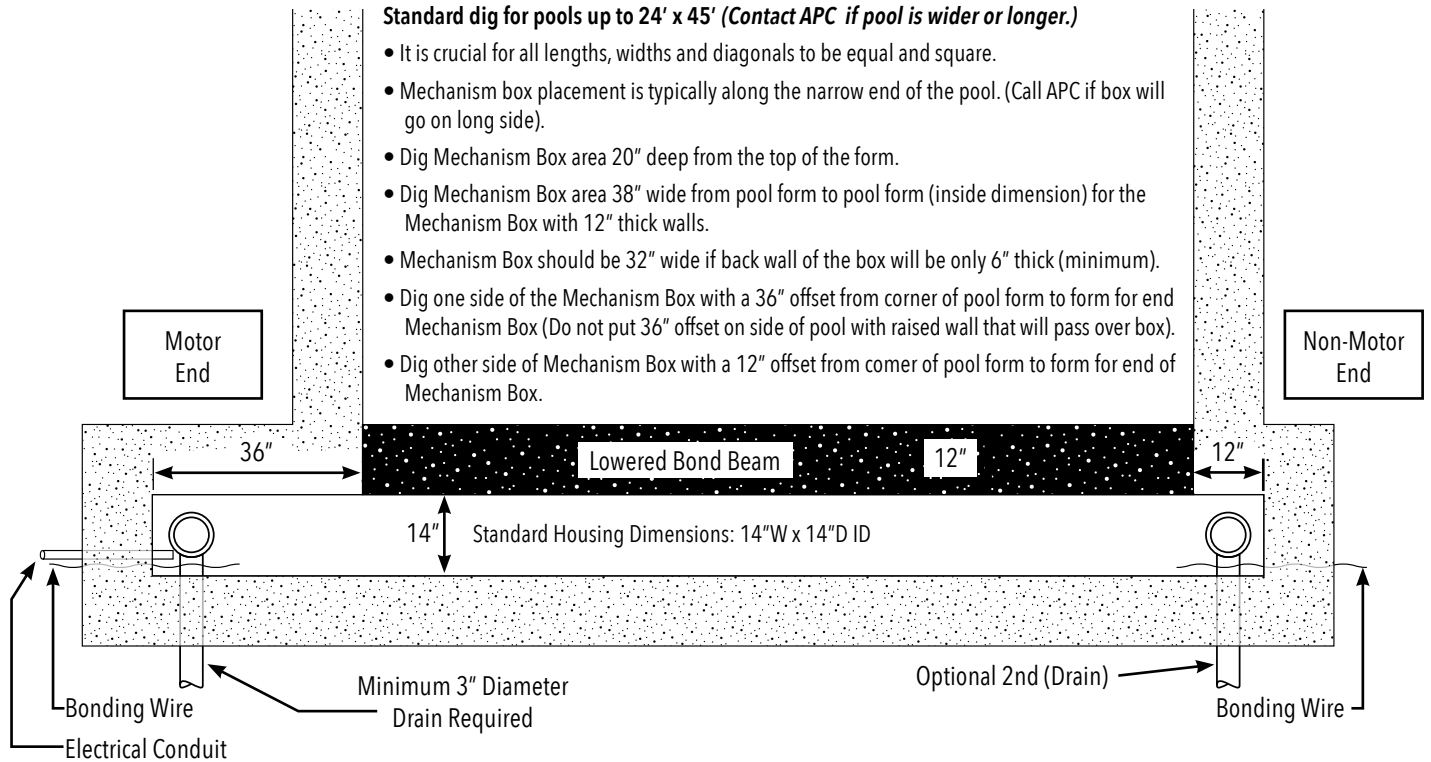 Standard dig for pools up to 24′ x 45′ (Contact APC if pool is wider or longer.)
• It is crucial for all lengths, widths and diagonals to be equal and square.
• Mechanism box placement is typically along the narrow end of the pool. (Call APC if box will
go on long side).
• Dig Mechanism Box area 20″ deep from the top of the form.
• Dig Mechanism Box area 38″ wide from pool form to pool form (inside dimension) for the
Mechanism Box with 12″ thick walls.
• Mechanism Box should be 32″ wide if back wall of the box will be only 6″ thick (minimum).
• Dig one side of the Mechanism Box with a 36″ offset from corner of pool form to form for end
Mechanism Box (Do not put 36″ offset on side of pool with raised wall that will pass over box).
• Dig other side of Mechanism Box with a 12″ offset from corner of pool form to form for end of
Mechanism Box.
Motor
End
Non-Motor
End
36″
Lowered Bond Beam
12″
12″
14″
Standard Housing Dimensions: 14″W x 14″D ID
Minimum 3″ Diameter
Drain Required
Optional 2nd (Drain)
Bonding Wire
Bonding Wire
Electrical Conduit